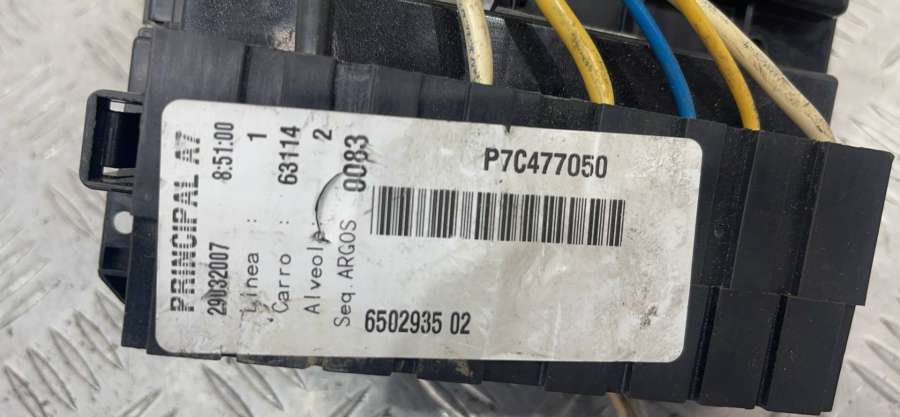 PRINCIPAL A7
29032007 8:51:00
Linea : 1
Carro : 63114
Alveolo: 2
Seq.ARGOS 0083
P7C477050
6502935 02